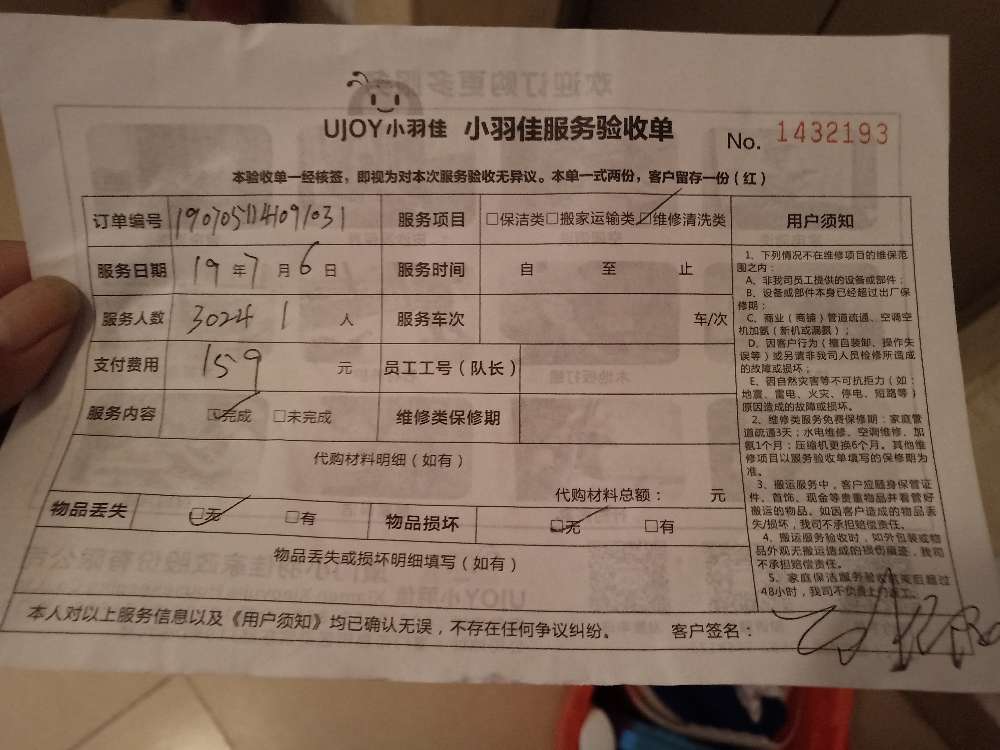 UJOY小羽佳 小羽佳服务验收单 No. 1432193
本验收单一经核签，即视为对本次服务验收无异议。本单一式两份，客户留存一份（红）
订单编号 服务项目 □保洁类□搬家运输类□维修清洗类
服务日期 19 年 7 月 6 日 服务时间 自 至 止
服务人数 3024 1 人 服务车次 车/次
支付费用 159 元 员工工号（队长）
服务内容 □完成 □未完成 维修类保修期
代购材料明细（如有）
代购材料总额： 元
物品丢失 □无 □有 物品损坏 □无 □有
物品丢失或损坏明细填写（如有）
本人对以上服务信息以及《用户须知》均已确认无误，不存在任何争议纠纷。 客户签名：
用户须知
1、下列情况不在维修项目的维保范
围之内：
A、非我司员工提供的设备或部件；
B、设备或部件本身已经超过出厂保
修期；
C、商业（商铺）管道疏通、空调空
机加氨（新机或漏氨）；
D、因客户行为（擅自装卸、操作失
误等）或另请非我司人员检修所造成
的故障或损坏；
E、因自然灾害等不可抗拒力（如：
地震、雷电、火灾、停电、短路等）
原因造成的故障或损坏。
2、维修类服务免费保修期：家庭管
道疏通3天；水电维修、空调维修、加
氨1个月；压缩机更换6个月。其他维
修项目以服务验收单填写的保修期为
准。
3、搬运服务中，客户应随身保管证
件、首饰、现金等贵重物品并看管好
搬运的物品。如因客户造成的物品丢
失/损坏，我司不承担赔偿责任。
4、搬运服务验收时，如外包装或物
品外观无搬运造成的损伤痕迹，我司
不承担赔偿责任。
5、家庭保洁服务验收结束后超过
48小时，我司不负责